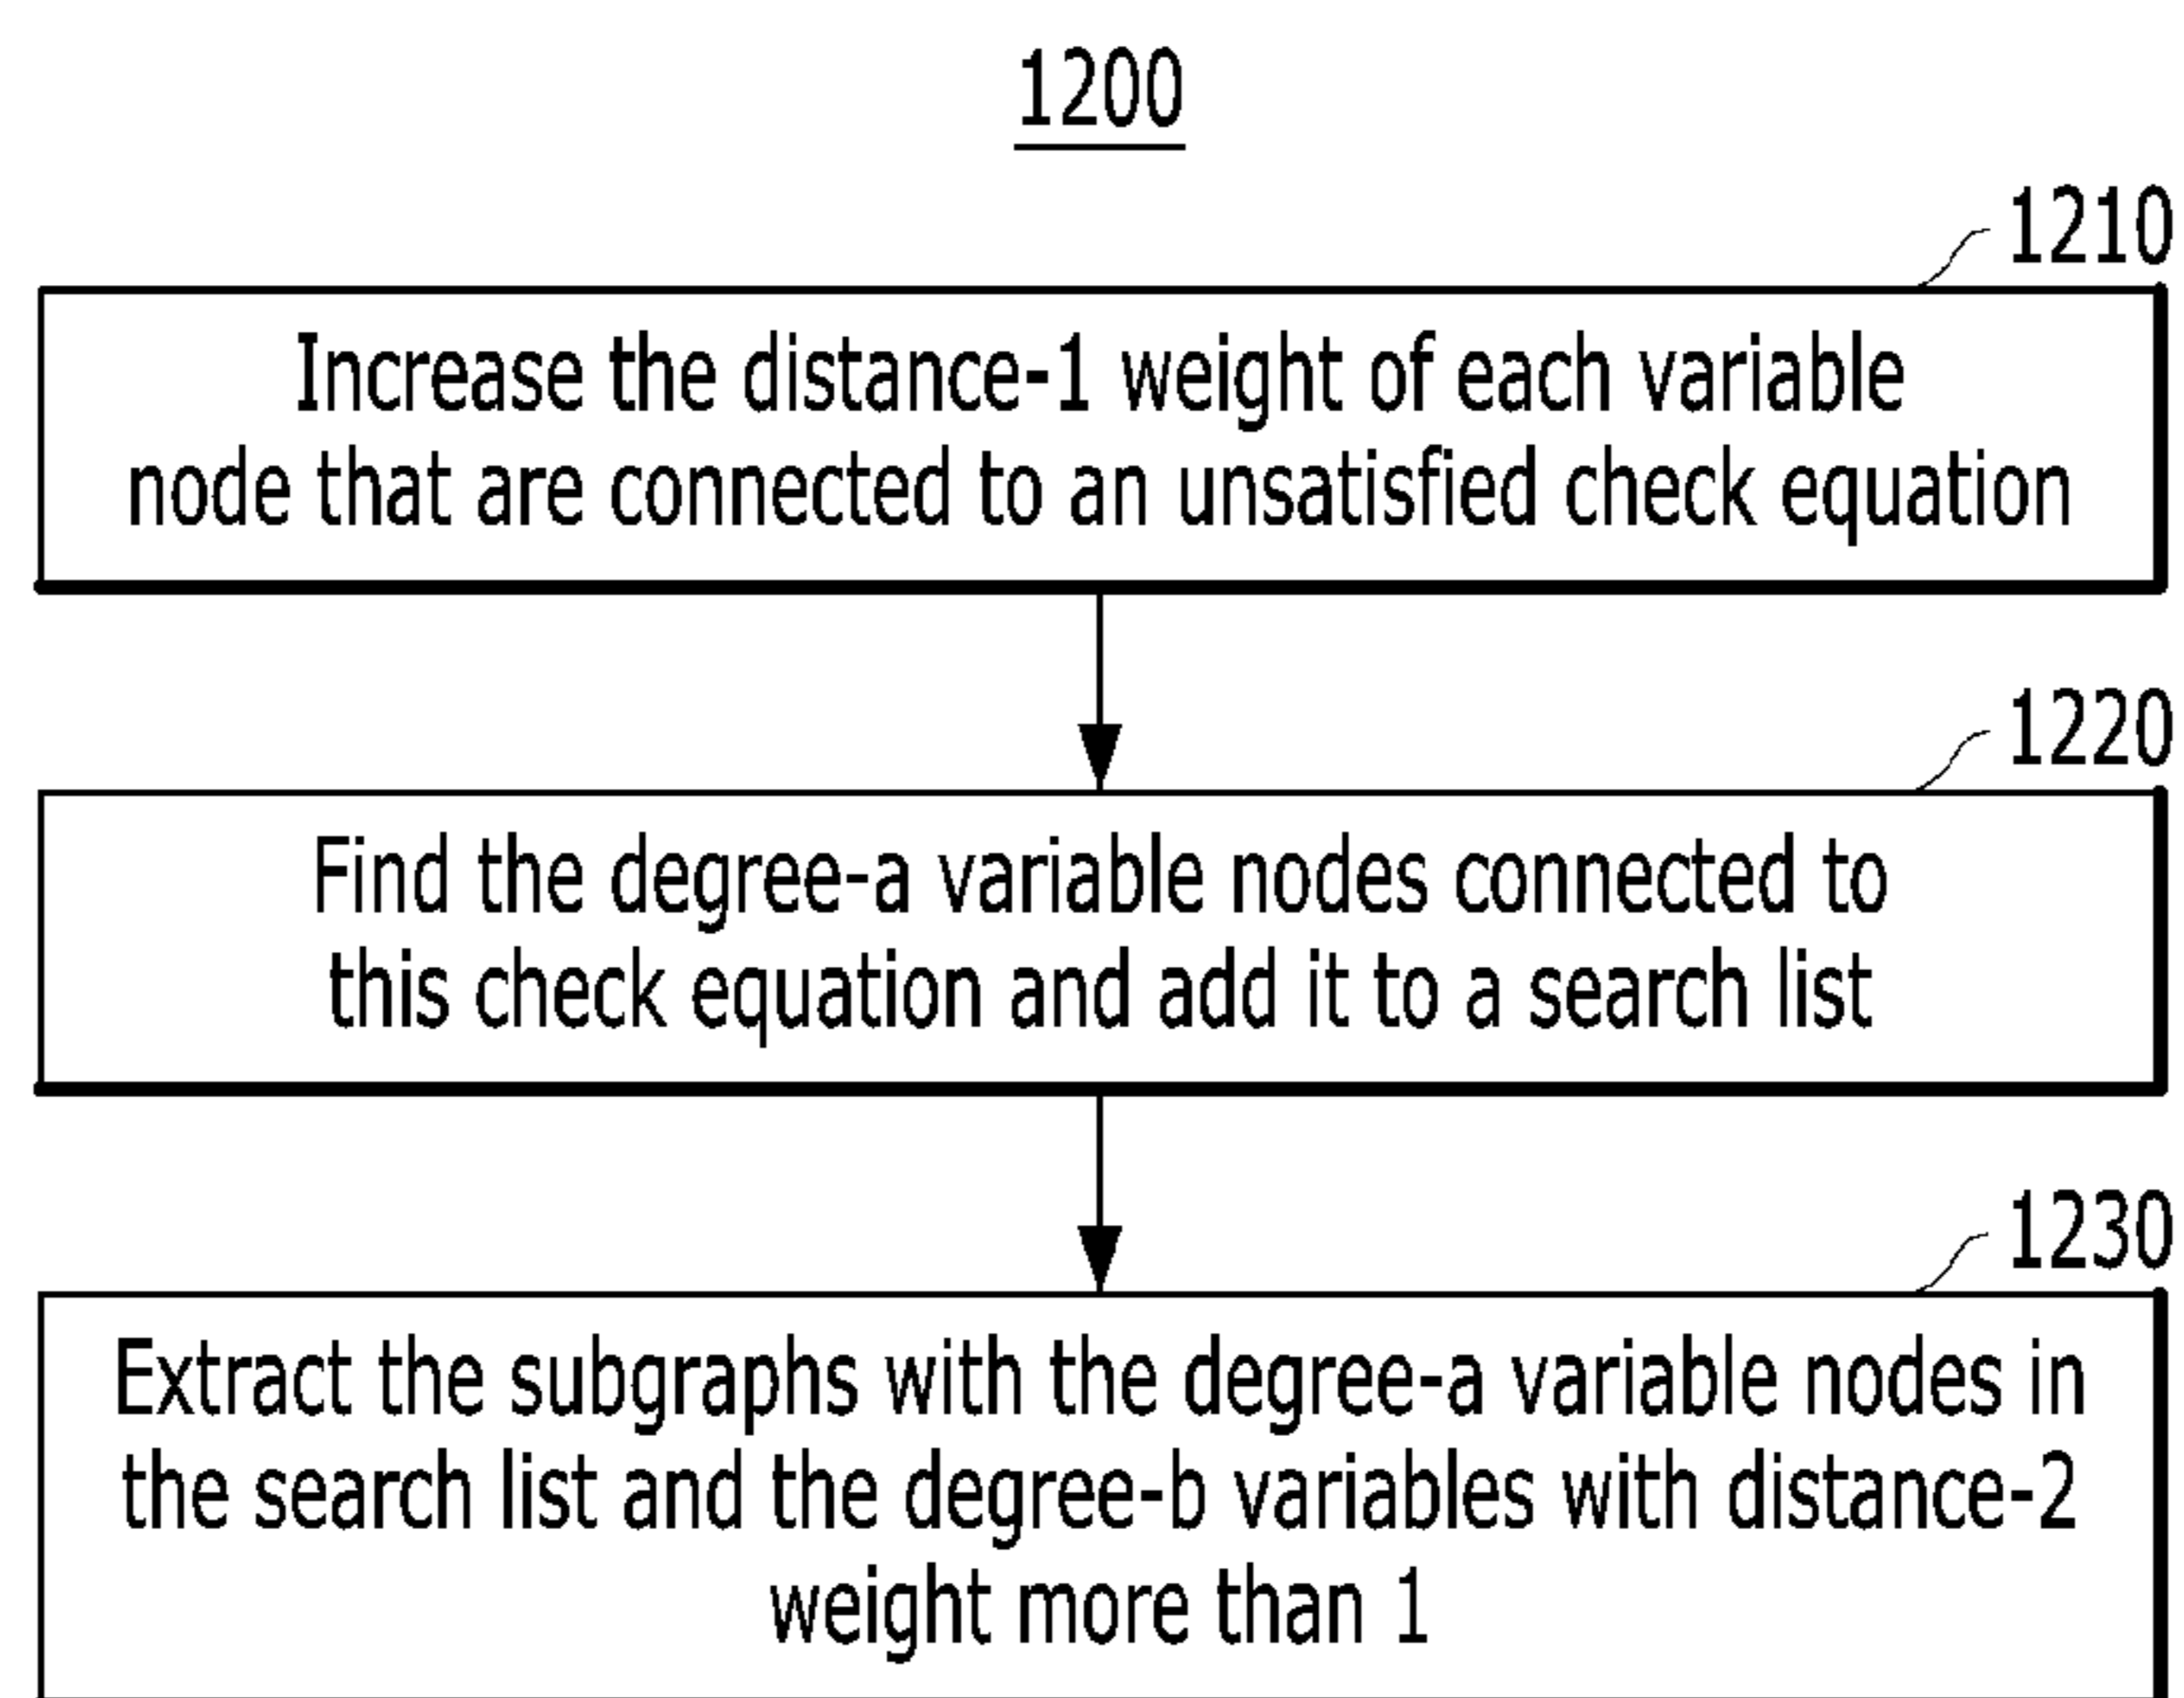 1200
1210
Increase the distance-1 weight of each variable
node that are connected to an unsatisfied check equation
1220
Find the degree-a variable nodes connected to
this check equation and add it to a search list
1230
Extract the subgraphs with the degree-a variable nodes in
the search list and the degree-b variables with distance-2
weight more than 1